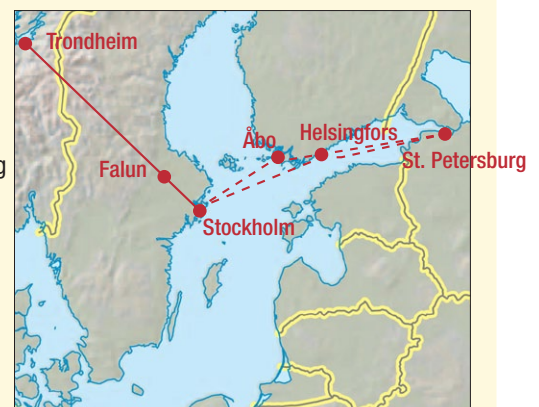 Trondheim
Åbo
Helsingfors
Falun
St. Petersburg
g
Stockholm